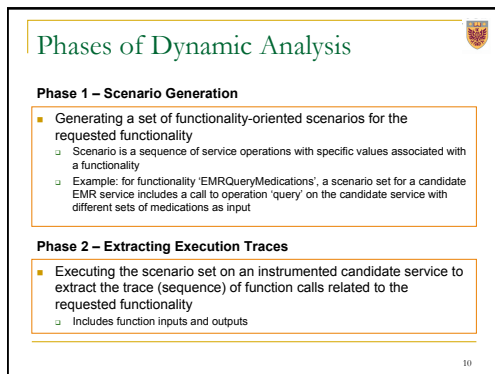 Phases of Dynamic Analysis
Phase 1 – Scenario Generation
Generating a set of functionality-oriented scenarios for the
requested functionality
Scenario is a sequence of service operations with specific values associated with
a functionality
Example: for functionality ‘EMRQueryMedications’, a scenario set for a candidate
EMR service includes a call to operation ‘query’ on the candidate service with
different sets of medications as input
Phase 2 – Extracting Execution Traces
Executing the scenario set on an instrumented candidate service to
extract the trace (sequence) of function calls related to the
requested functionality
Includes function inputs and outputs
10